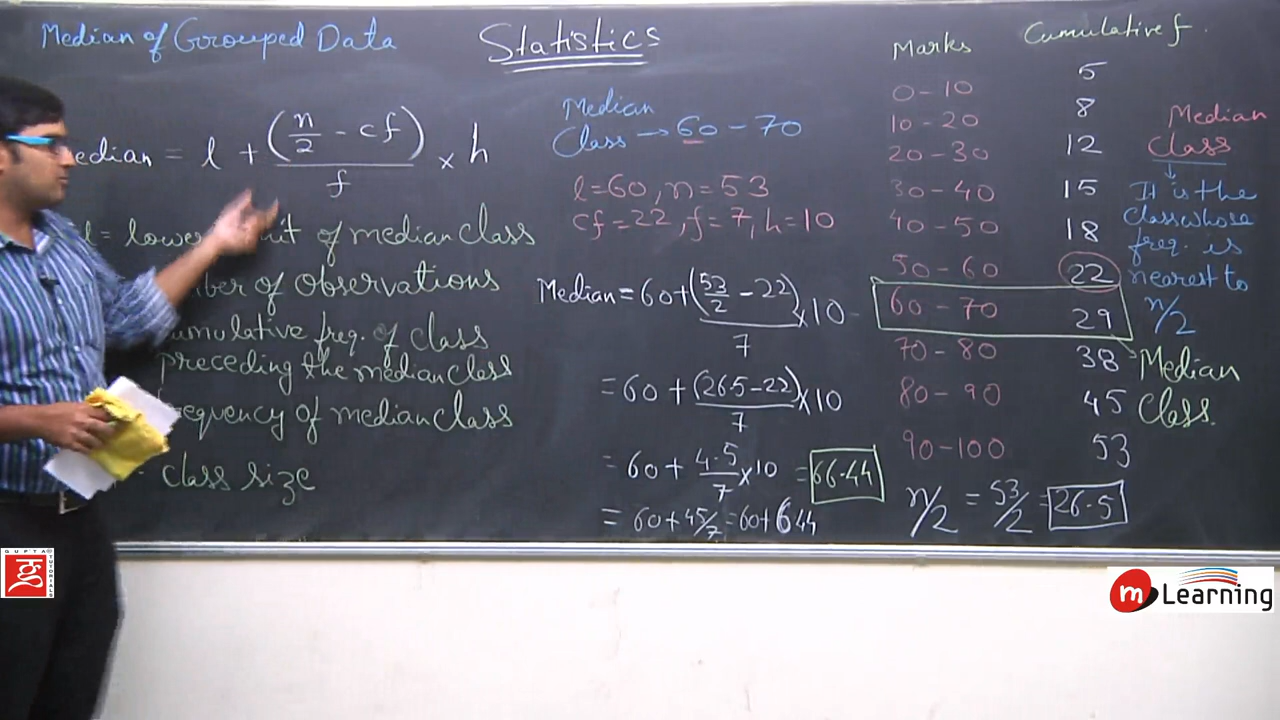 Median of Grouped Data
Statistics
edian = l + (n/2 - cf)/f × h
l = lower it of median class
ber of observations
umulative freq. of class
preceding the median class
requency of median class
class size
Median
Class → 60-70
l=60, n=53
cf=22, f=7, h=10
Median = 60+(53/2 - 22)/7 ×10
= 60 + (26.5-22)/7 ×10
= 60 + 4.5/7 ×10 = 66.44
= 60+45/7 = 60+6.44
Marks Cumulative f.
0-10 5
10-20 8
20-30 12
30-40 15
40-50 18
50-60 22
60-70 29
70-80 38
80-90 45
90-100 53
n/2 = 53/2 = 26.5
Median
Class
It is the
class whose
freq. is
nearest to
n/2
Median
Class.
GUPTA
TUTORIALS
m Learning